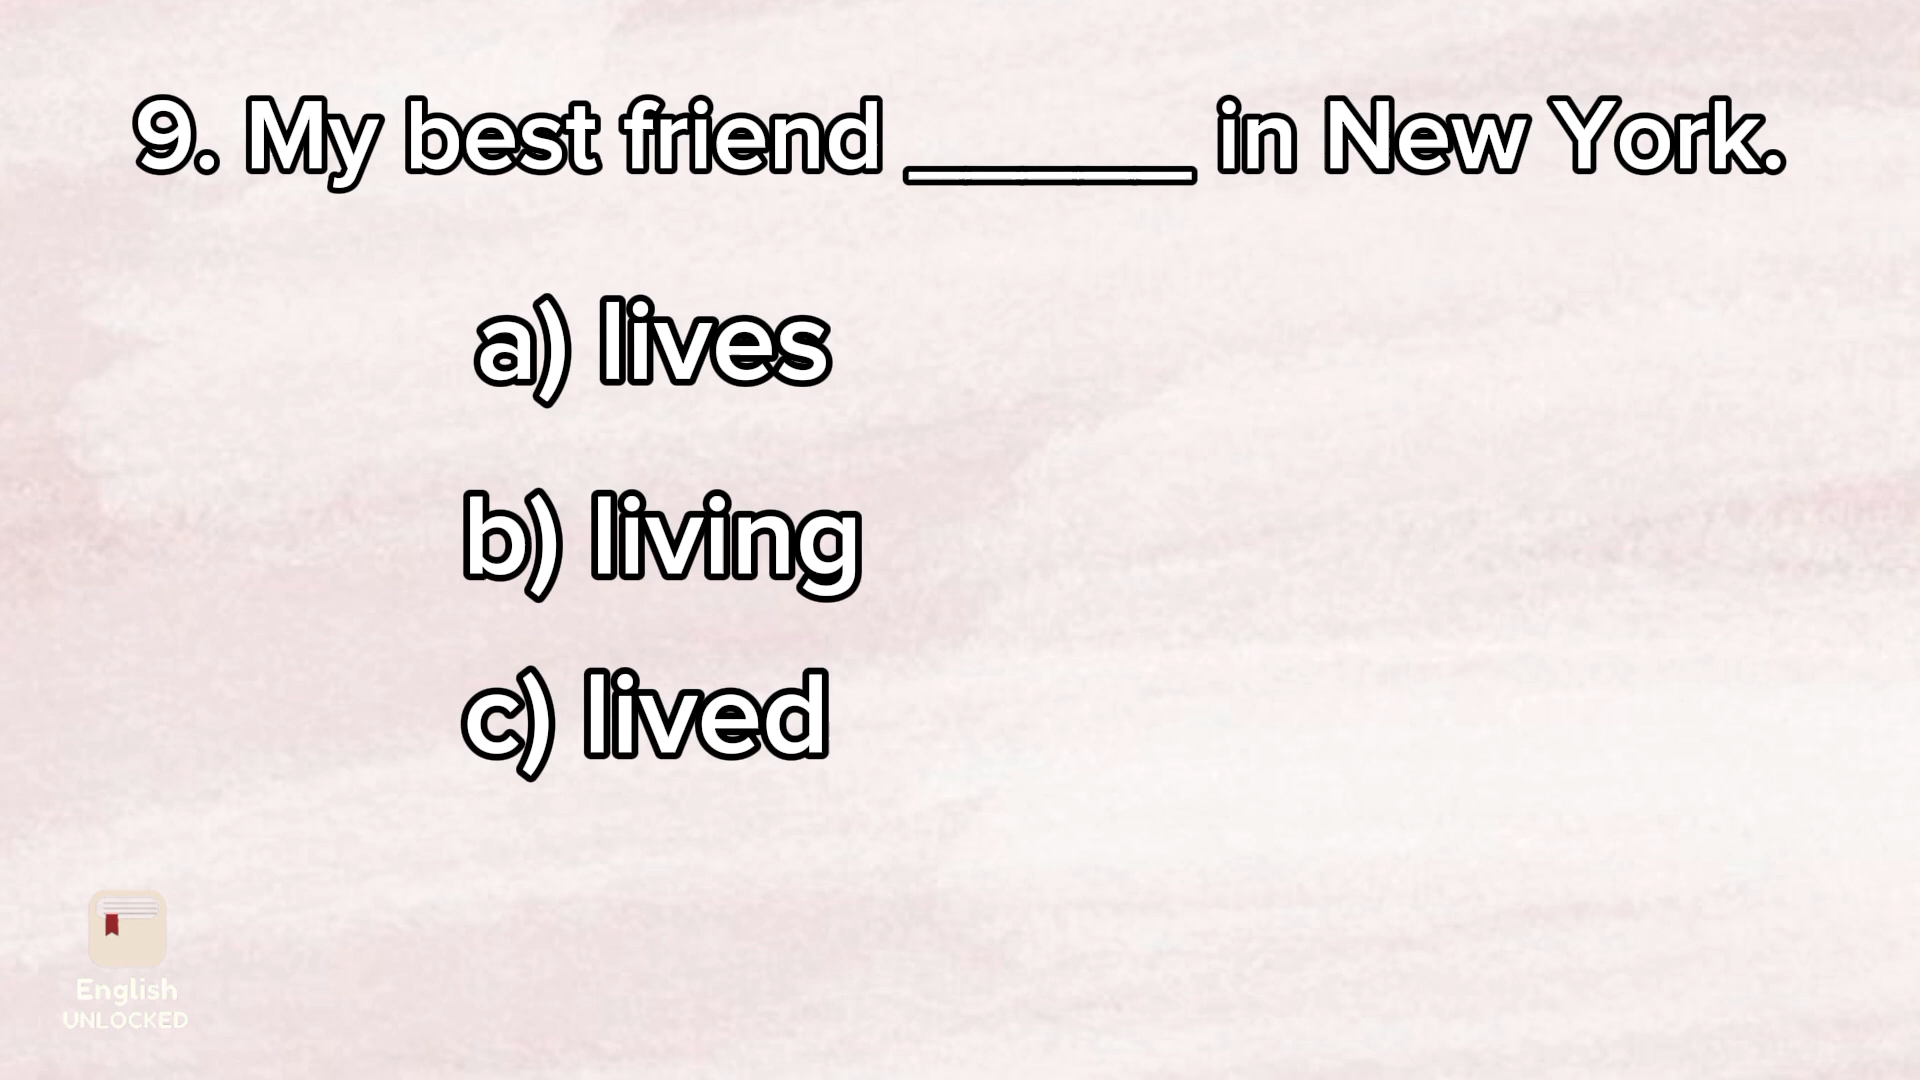 9. My best friend ______ in New York.
a) lives
b) living
c) lived
English
UNLOCKED